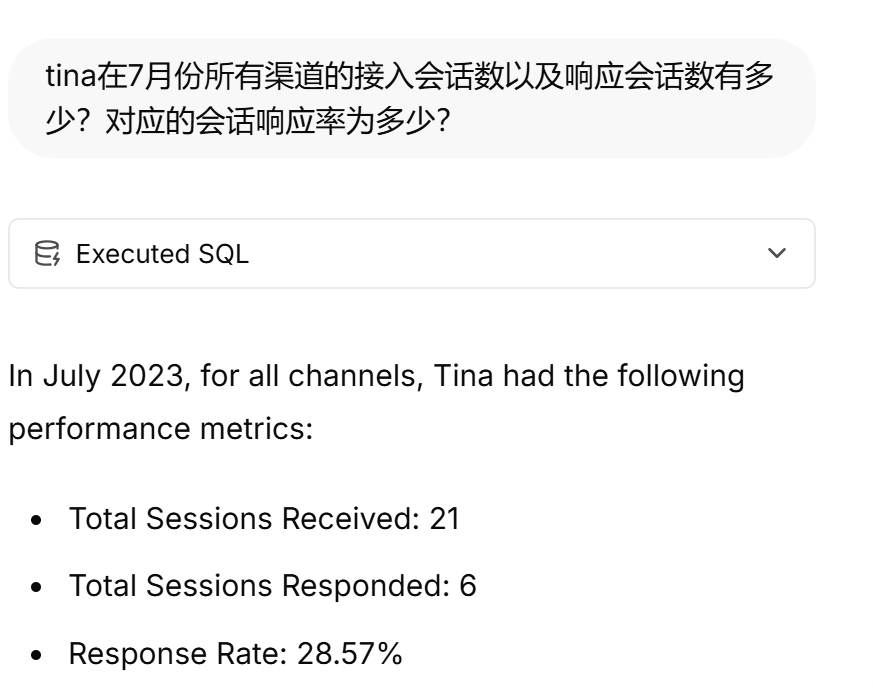 tina在7月份所有渠道的接入会话数以及响应会话数有多
少？对应的会话响应率为多少？
Executed SQL
In July 2023, for all channels, Tina had the following
performance metrics:
• Total Sessions Received: 21
• Total Sessions Responded: 6
• Response Rate: 28.57%